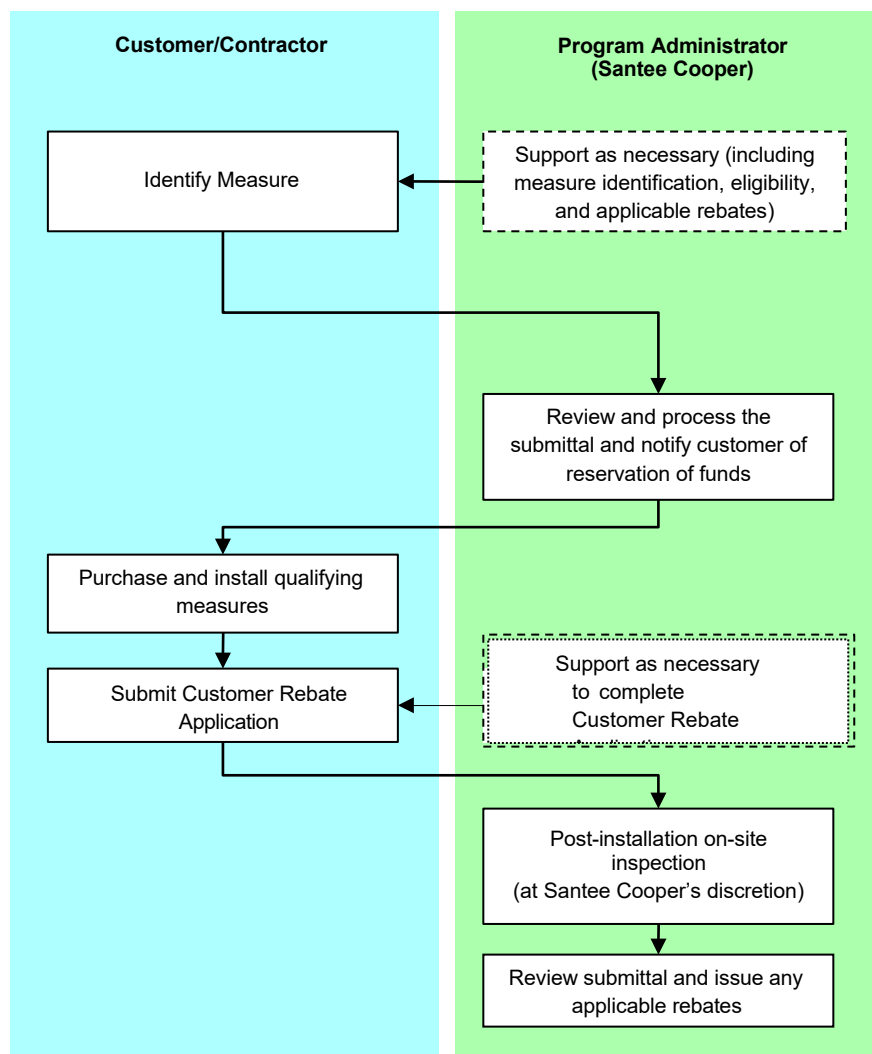 Customer/Contractor
Program Administrator
(Santee Cooper)
Identify Measure
Support as necessary (including
measure identification, eligibility,
and applicable rebates)
Review and process the
submittal and notify customer of
reservation of funds
Purchase and install qualifying
measures
Submit Customer Rebate
Application
Support as necessary
to complete
Customer Rebate
Post-installation on-site
inspection
(at Santee Cooper’s discretion)
Review submittal and issue any
applicable rebates